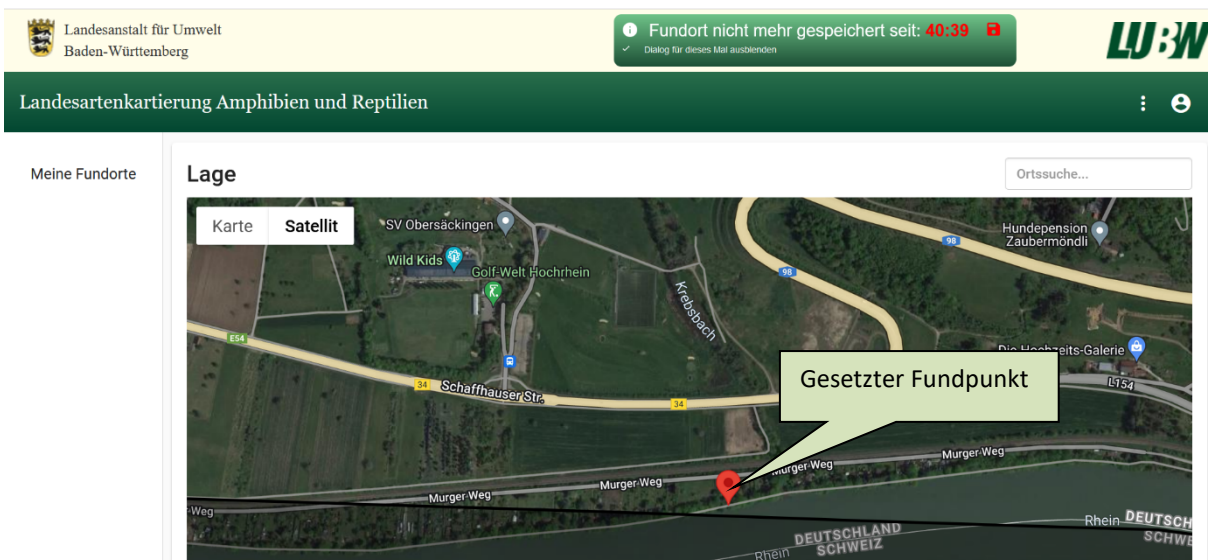 Landesanstalt für Umwelt
Baden-Württemberg
Fundort nicht mehr gespeichert seit: 40:39
Dialog für dieses Mal ausblenden
LUBW
Landesartenkartierung Amphibien und Reptilien
Meine Fundorte
Lage
Ortssuche...
Karte
Satellit
SV Obersäckingen
Hundepension
Zaubermöndli
98
Wild Kids
Golf-Welt Hochrhein
98
Krebsbach
E54
Die Hochzeits-Galerie
Gesetzter Fundpunkt
34
Schaffhauser Str.
34
L154
Murger Weg
Murger Weg
Murger Weg
Murger Weg
-Weg
Rhein
DEUTSCH
SCHWE
DEUTSCHLAND
SCHWEIZ
Rhein